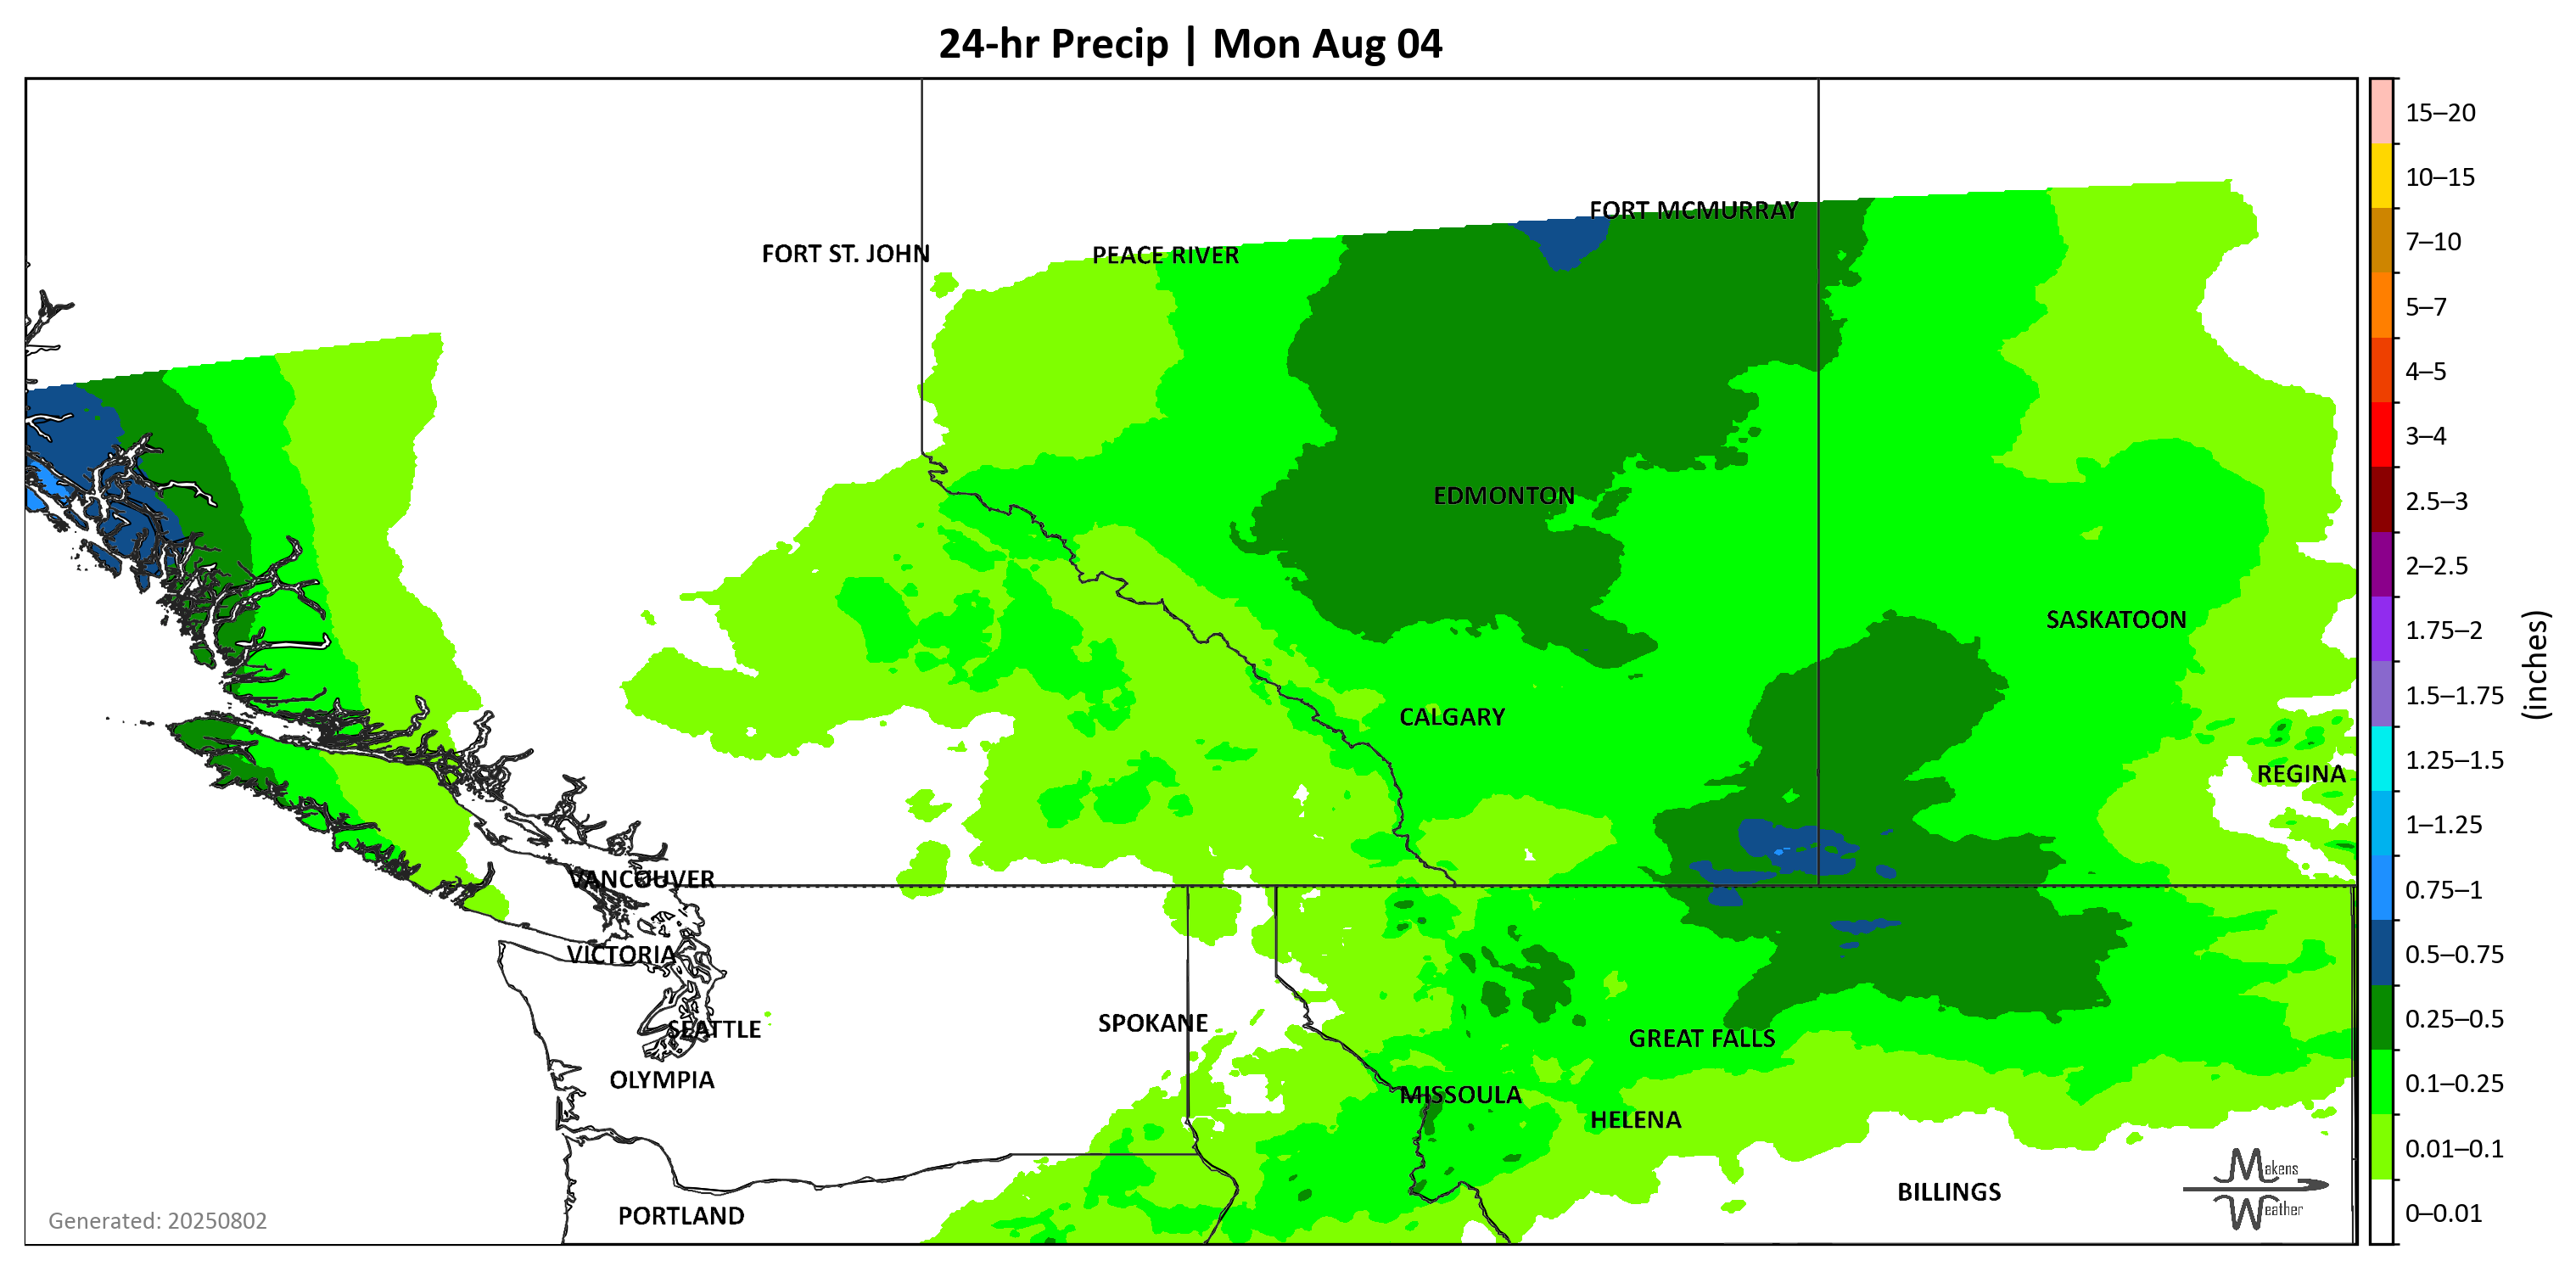 24-hr Precip | Mon Aug 04
FORT MCMURRAY
FORT ST. JOHN
PEACE RIVER
EDMONTON
SASKATOON
CALGARY
REGINA
VANCOUVER
VICTORIA
SEATTLE
SPOKANE
GREAT FALLS
OLYMPIA
MISSOULA
HELENA
BILLINGS
PORTLAND
Makens
Weather
Generated: 20250802
15–20
10–15
7–10
5–7
4–5
3–4
2.5–3
2–2.5
1.75–2
1.5–1.75
1.25–1.5
1–1.25
0.75–1
0.5–0.75
0.25–0.5
0.1–0.25
0.01–0.1
0–0.01
(inches)